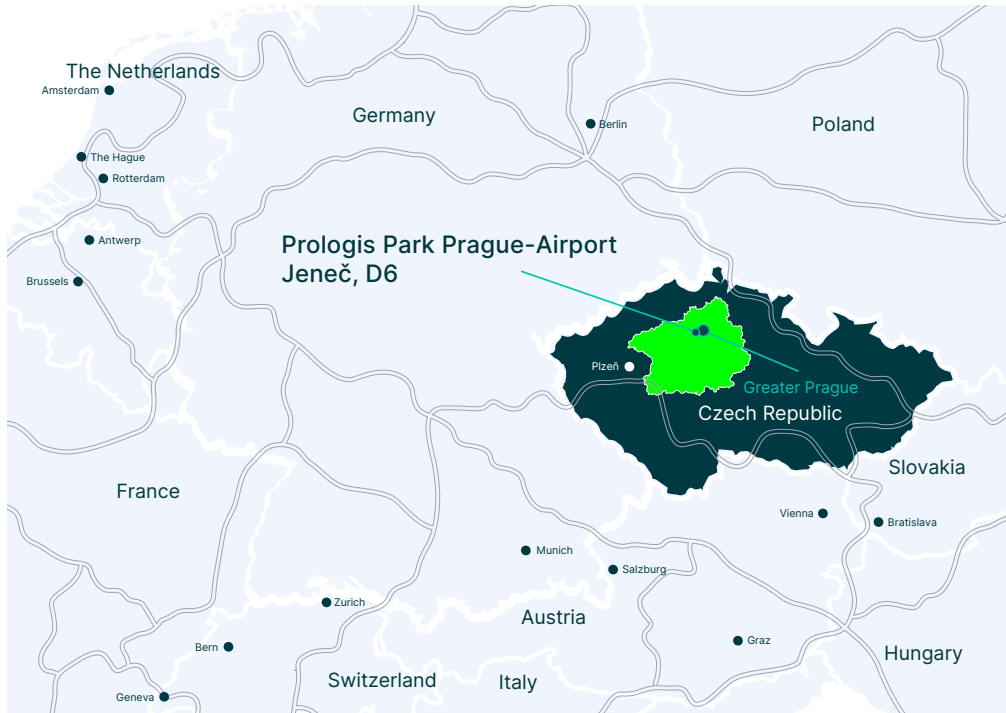 The Netherlands
Amsterdam
Germany
Berlin
Poland
The Hague
Rotterdam
Antwerp
Brussels
Prologis Park Prague-Airport
Jeneč, D6
Plzeň
Greater Prague
Czech Republic
Slovakia
France
Vienna
Bratislava
Munich
Salzburg
Zurich
Austria
Bern
Graz
Hungary
Switzerland
Italy
Geneva